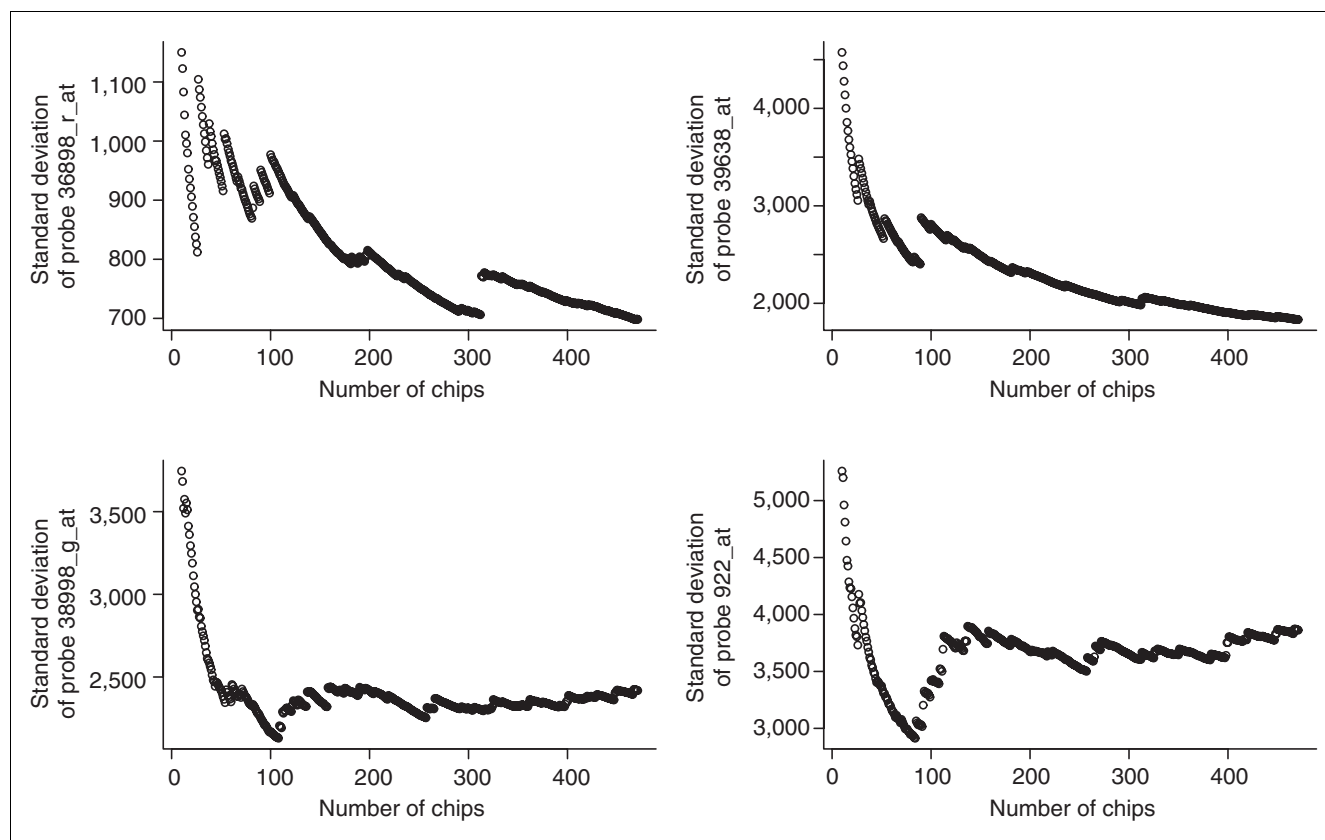 Standard deviation
of probe 36898_r_at
1,100
1,000
900
800
700
0 100 200 300 400
Number of chips
Standard deviation
of probe 39638_at
4,000
3,000
2,000
0 100 200 300 400
Number of chips
Standard deviation
of probe 38998_g_at
3,500
3,000
2,500
0 100 200 300 400
Number of chips
Standard deviation
of probe 922_at
5,000
4,500
4,000
3,500
3,000
0 100 200 300 400
Number of chips